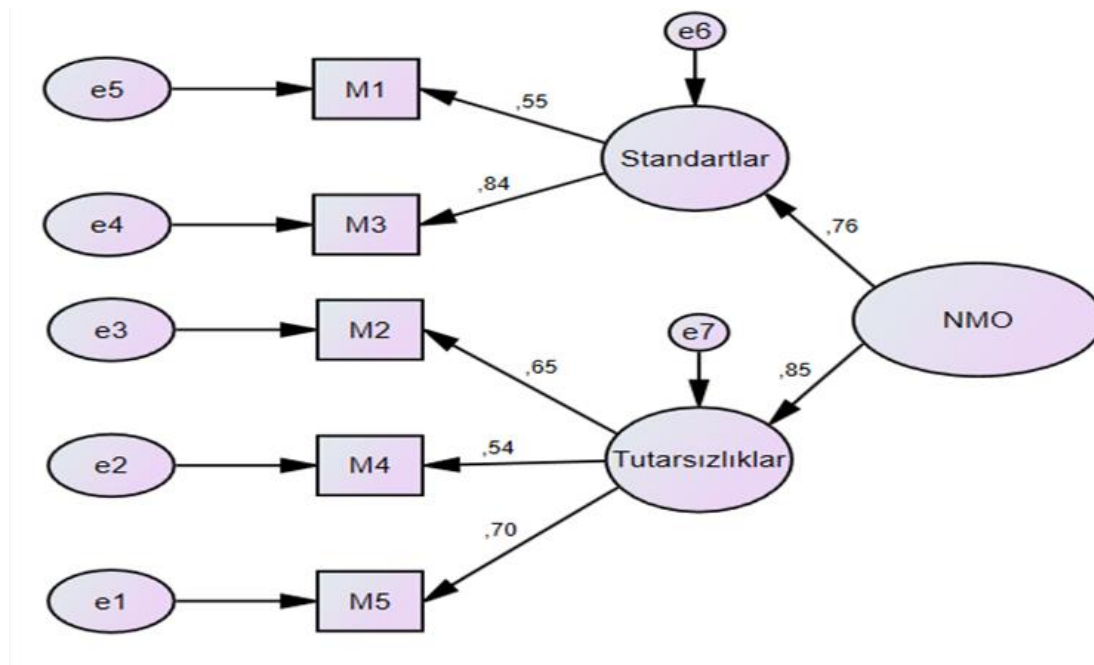 e6
e5
M1
,55
Standartlar
,84
e4
M3
,76
e3
M2
e7
NMO
,65
,85
e2
M4
,54
Tutarsızlıklar
,70
e1
M5